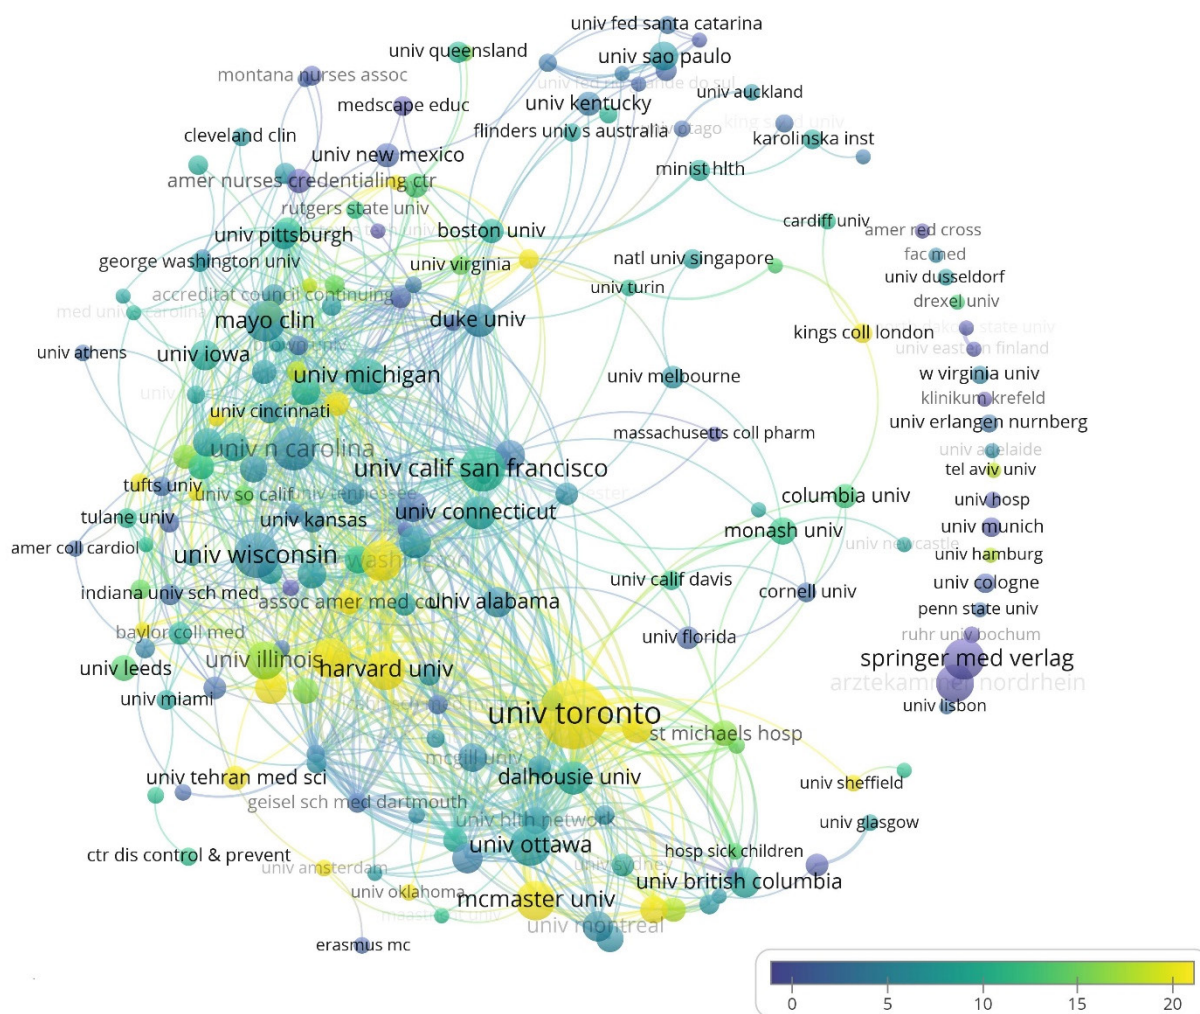 univ fed santa catarina
univ queensland
univ sao paulo
montana nurses assoc
univ auckland
medscape educ
univ kentucky
flinders univ s australia
cleveland clin
karolinska inst
univ new mexico
minist hlth
amer nurses credentialing ctr
rutgers state univ
cardiff univ
univ pittsburgh
boston univ
amer red cross
george washington univ
univ virginia
natl univ singapore
fac med
univ dusseldorf
univ turin
accreditat council continuing
drexel univ
mayo clin
duke univ
kings coll london
univ eastern finland
univ athens
univ iowa
univ michigan
univ melbourne
w virginia univ
klinikum krefeld
univ cincinnati
univ erlangen nurnberg
massachusetts coll pharm
univ n carolina
univ adelaide
univ calif san francisco
tel aviv univ
tufts univ
univ so calif
columbia univ
univ hosp
tulane univ
univ kansas
univ connecticut
monash univ
univ munich
amer coll cardiol
univ newcastle
univ wisconsin
univ hamburg
washington
univ calif davis
univ cologne
indiana univ sch med
assoc amer med col
univ alabama
cornell univ
penn state univ
baylor coll med
univ florida
ruhr univ bochum
univ leeds
univ illinois
harvard univ
springer med verlag
arztekammer nordrhein
univ miami
univ lisbon
univ toronto
st michaels hosp
mcgill univ
univ tehran med sci
dalhousie univ
univ sheffield
geisel sch med dartmouth
univ hlth network
univ glasgow
ctr dis control & prevent
univ ottawa
hosp sick children
univ amsterdam
univ sydney
univ british columbia
univ oklahoma
mcmaster univ
univ montreal
erasmus mc
0 5 10 15 20